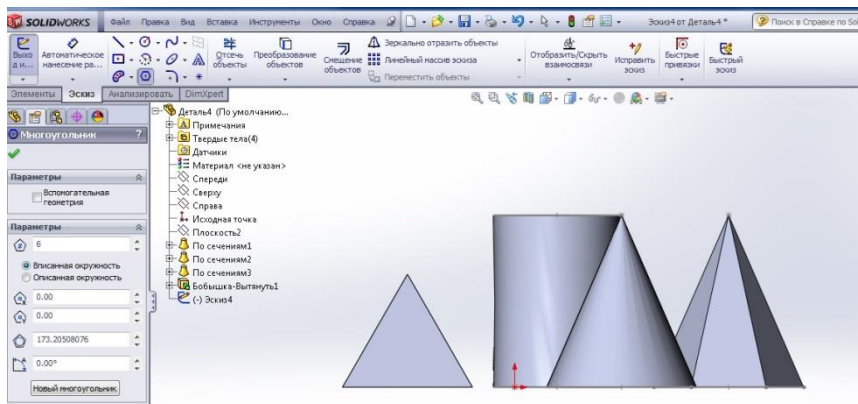 SOLIDWORKS Файл Правка Вид Вставка Инструменты Окно Справка Эскиз4 от Деталь4 * Поиск в Справке по So
Выхо д и... Автоматическое нанесение ра... Отсечь объекты Преобразование объектов Смещение объектов Зеркально отразить объекты Линейный массив эскиза Переместить объекты Отобразить/Скрыть взаимосвязи Исправить эскиз Быстрые привязки Быстрый эскиз
Элементы Эскиз Анализировать DimXpert
Многоугольник ?
Параметры
Вспомогательная геометрия
Параметры
6
Вписанная окружность
Описанная окружность
0.00
0.00
173.20508076
0.00°
Новый многоугольник
Деталь4 (По умолчанию...
Примечания
Твердые тела(4)
Датчики
Материал <не указан>
Спереди
Сверху
Справа
Исходная точка
Плоскость2
По сечениям1
По сечениям2
По сечениям3
Бобышка-Вытянуть1
(-) Эскиз4